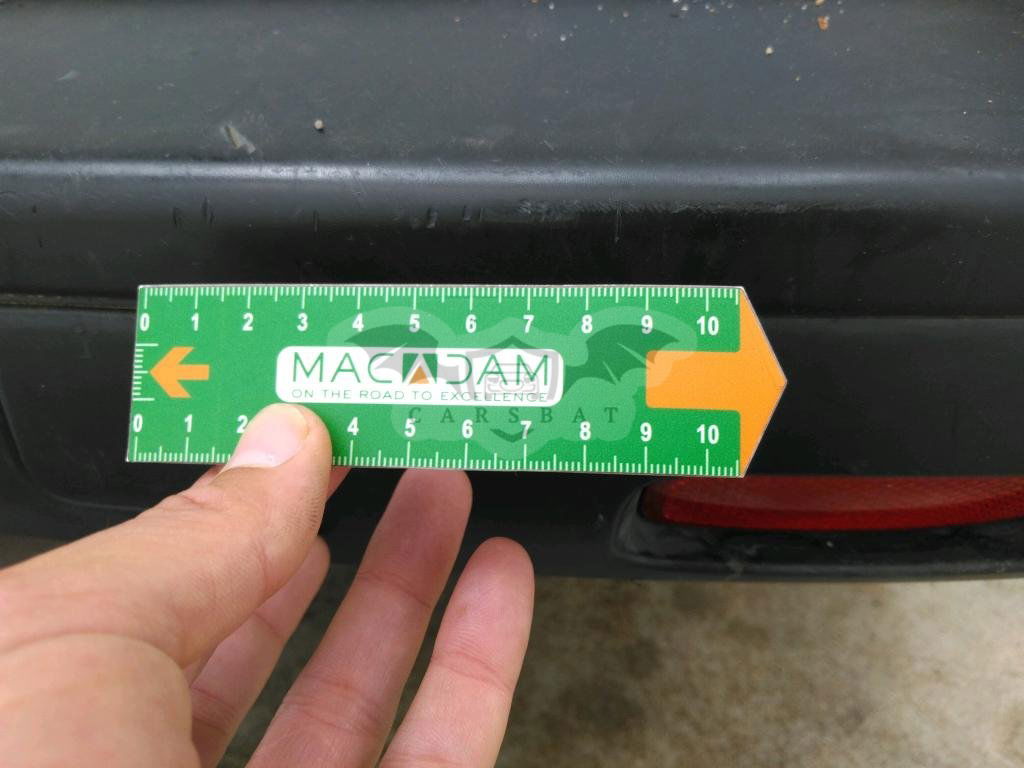 0 1 2 3 4 5 6 7 8 9 10
MACADAM
ON THE ROAD TO EXCELLENCE
CARSBAT
0 1 2 4 5 6 7 8 9 10